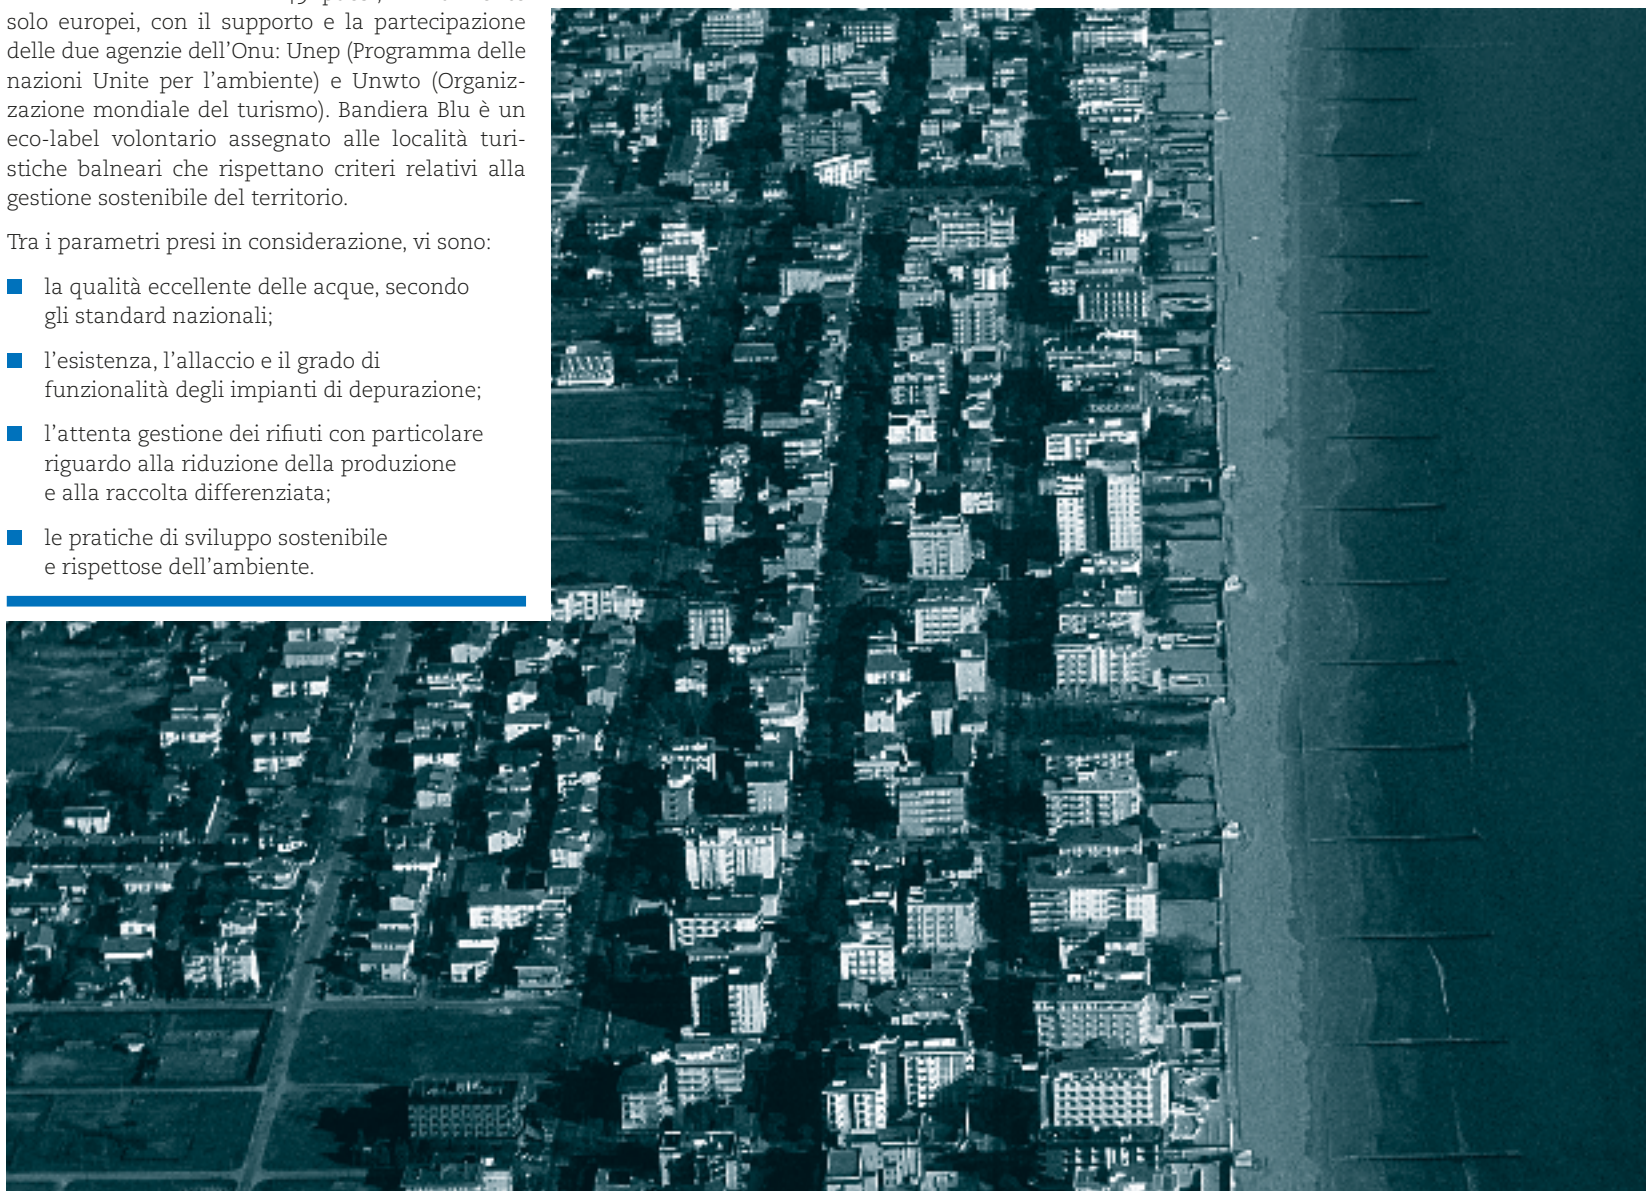 solo europei, con il supporto e la partecipazione
delle due agenzie dell'Onu: Unep (Programma delle
nazioni Unite per l'ambiente) e Unwto (Organiz-
zazione mondiale del turismo). Bandiera Blu è un
eco-label volontario assegnato alle località turi-
stiche balneari che rispettano criteri relativi alla
gestione sostenibile del territorio.
Tra i parametri presi in considerazione, vi sono:
la qualità eccellente delle acque, secondo
gli standard nazionali;
l'esistenza, l'allaccio e il grado di
funzionalità degli impianti di depurazione;
l'attenta gestione dei rifiuti con particolare
riguardo alla riduzione della produzione
e alla raccolta differenziata;
le pratiche di sviluppo sostenibile
e rispettose dell'ambiente.